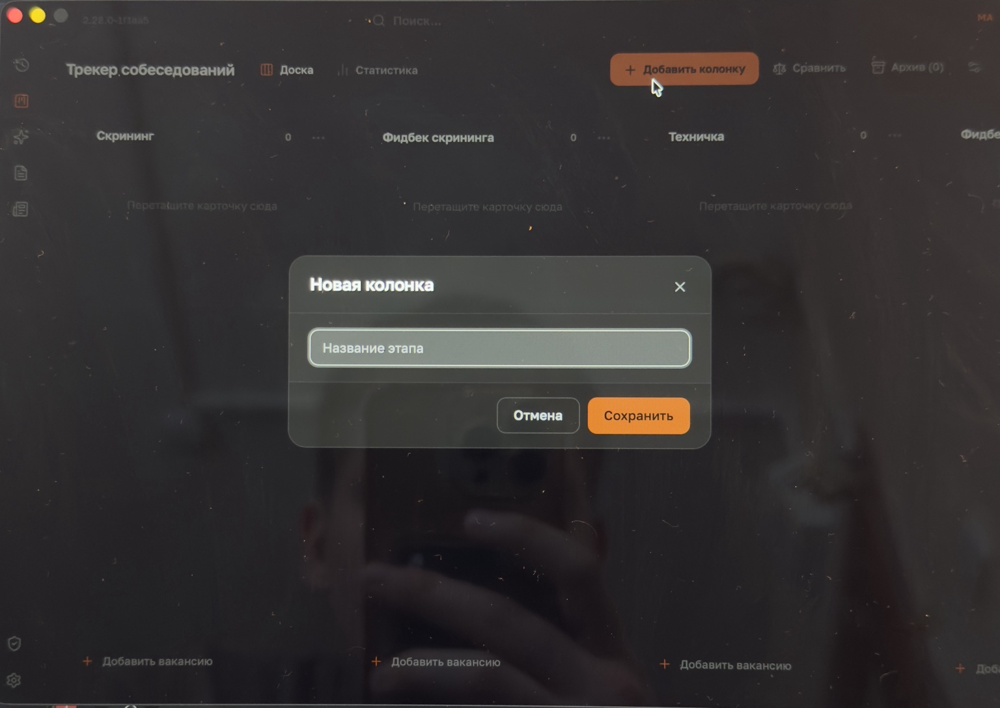 Поиск...
МА
Трекер собеседований
Доска
Статистика
+ Добавить колонку
Сравнить
Архив (0)
Скрининг 0 ...
Фидбек скрининга 0 ...
Техничка 0 ...
Фидбе
Перетащите карточку сюда
Перетащите карточку сюда
Перетащите карточку сюда
Новая колонка
Название этапа
Отмена
Сохранить
+ Добавить вакансию
+ Добавить вакансию
+ Добавить вакансию
+ Доба